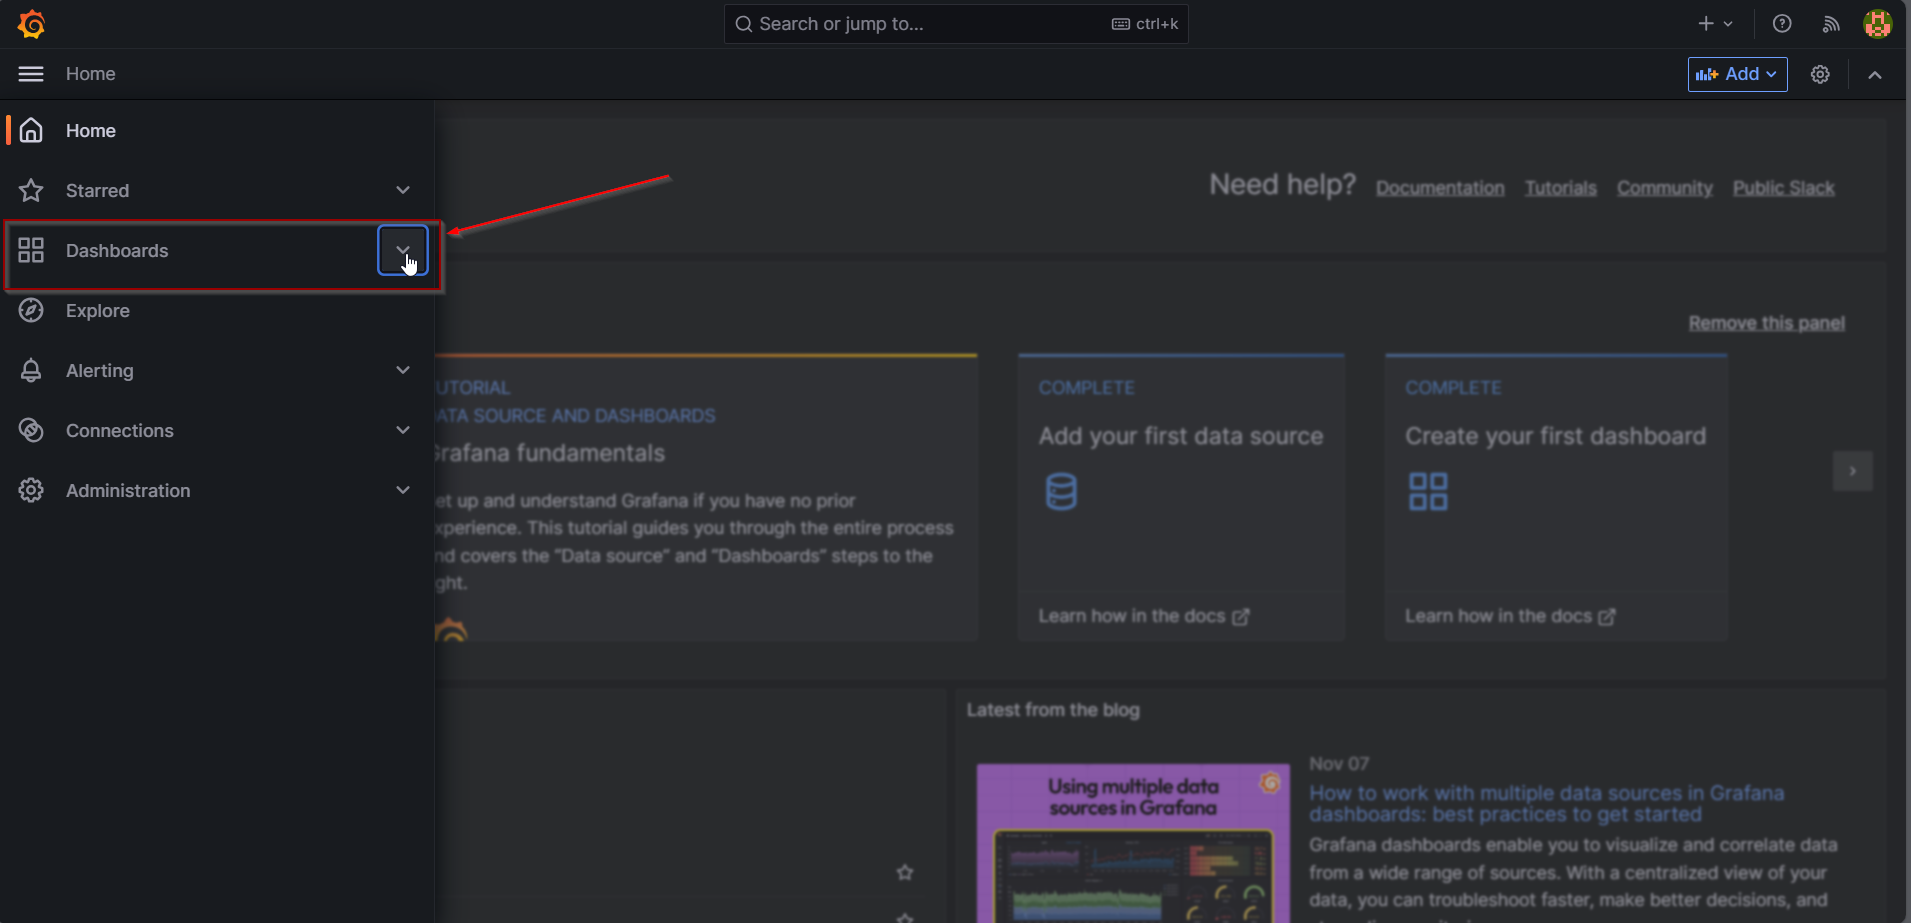 Search or jump to...
ctrl+k
Home
Add
Home
Starred
Dashboards
Explore
Alerting
Connections
Administration
Need help?
Documentation
Tutorials
Community
Public Slack
Remove this panel
UTORIAL
ATA SOURCE AND DASHBOARDS
Grafana fundamentals
et up and understand Grafana if you have no prior
xperience. This tutorial guides you through the entire process
nd covers the "Data source" and "Dashboards" steps to the
ght.
COMPLETE
Add your first data source
Learn how in the docs
COMPLETE
Create your first dashboard
Learn how in the docs
Latest from the blog
Using multiple data
sources in Grafana
Nov 07
How to work with multiple data sources in Grafana
dashboards: best practices to get started
Grafana dashboards enable you to visualize and correlate data
from a wide range of sources. With a centralized view of your
data, you can troubleshoot faster, make better decisions, and